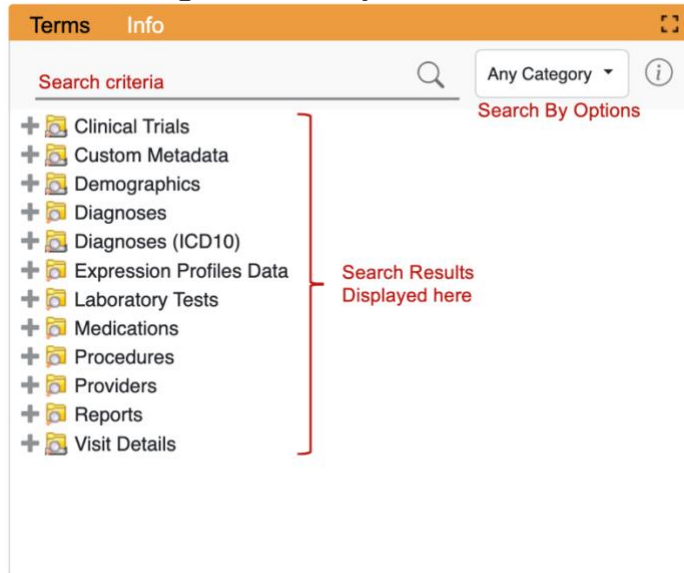 Terms Info
Search criteria
Any Category
Search By Options
Clinical Trials
Custom Metadata
Demographics
Diagnoses
Diagnoses (ICD10)
Expression Profiles Data
Laboratory Tests
Medications
Procedures
Providers
Reports
Visit Details
Search Results
Displayed here